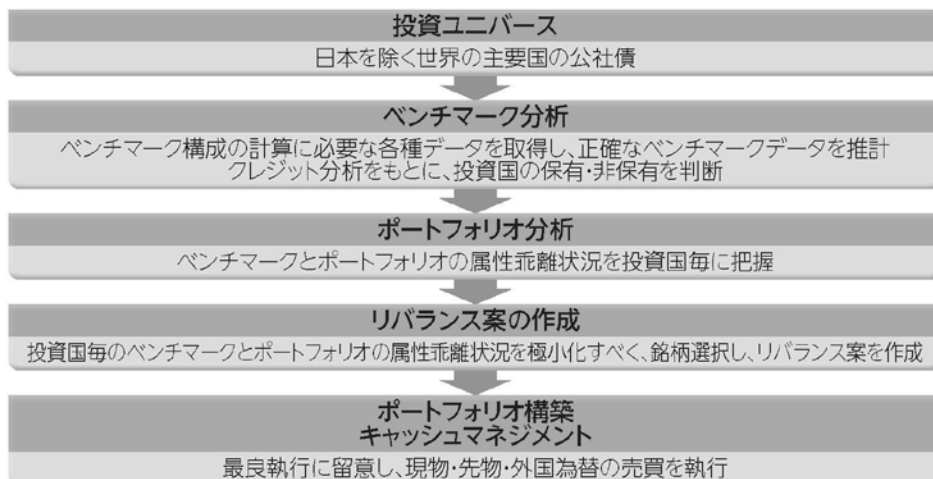 投資ユニバース
日本を除く世界の主要国の公社債
ベンチマーク分析
ベンチマーク構成の計算に必要な各種データを取得し、正確なベンチマークデータを推計
クレジット分析をもとに、投資国の保有・非保有を判断
ポートフォリオ分析
ベンチマークとポートフォリオの属性乖離状況を投資国毎に把握
リバランス案の作成
投資国毎のベンチマークとポートフォリオの属性乖離状況を極小化すべく、銘柄選択し、リバランス案を作成
ポートフォリオ構築
キャッシュマネジメント
最良執行に留意し、現物・先物・外国為替の売買を執行